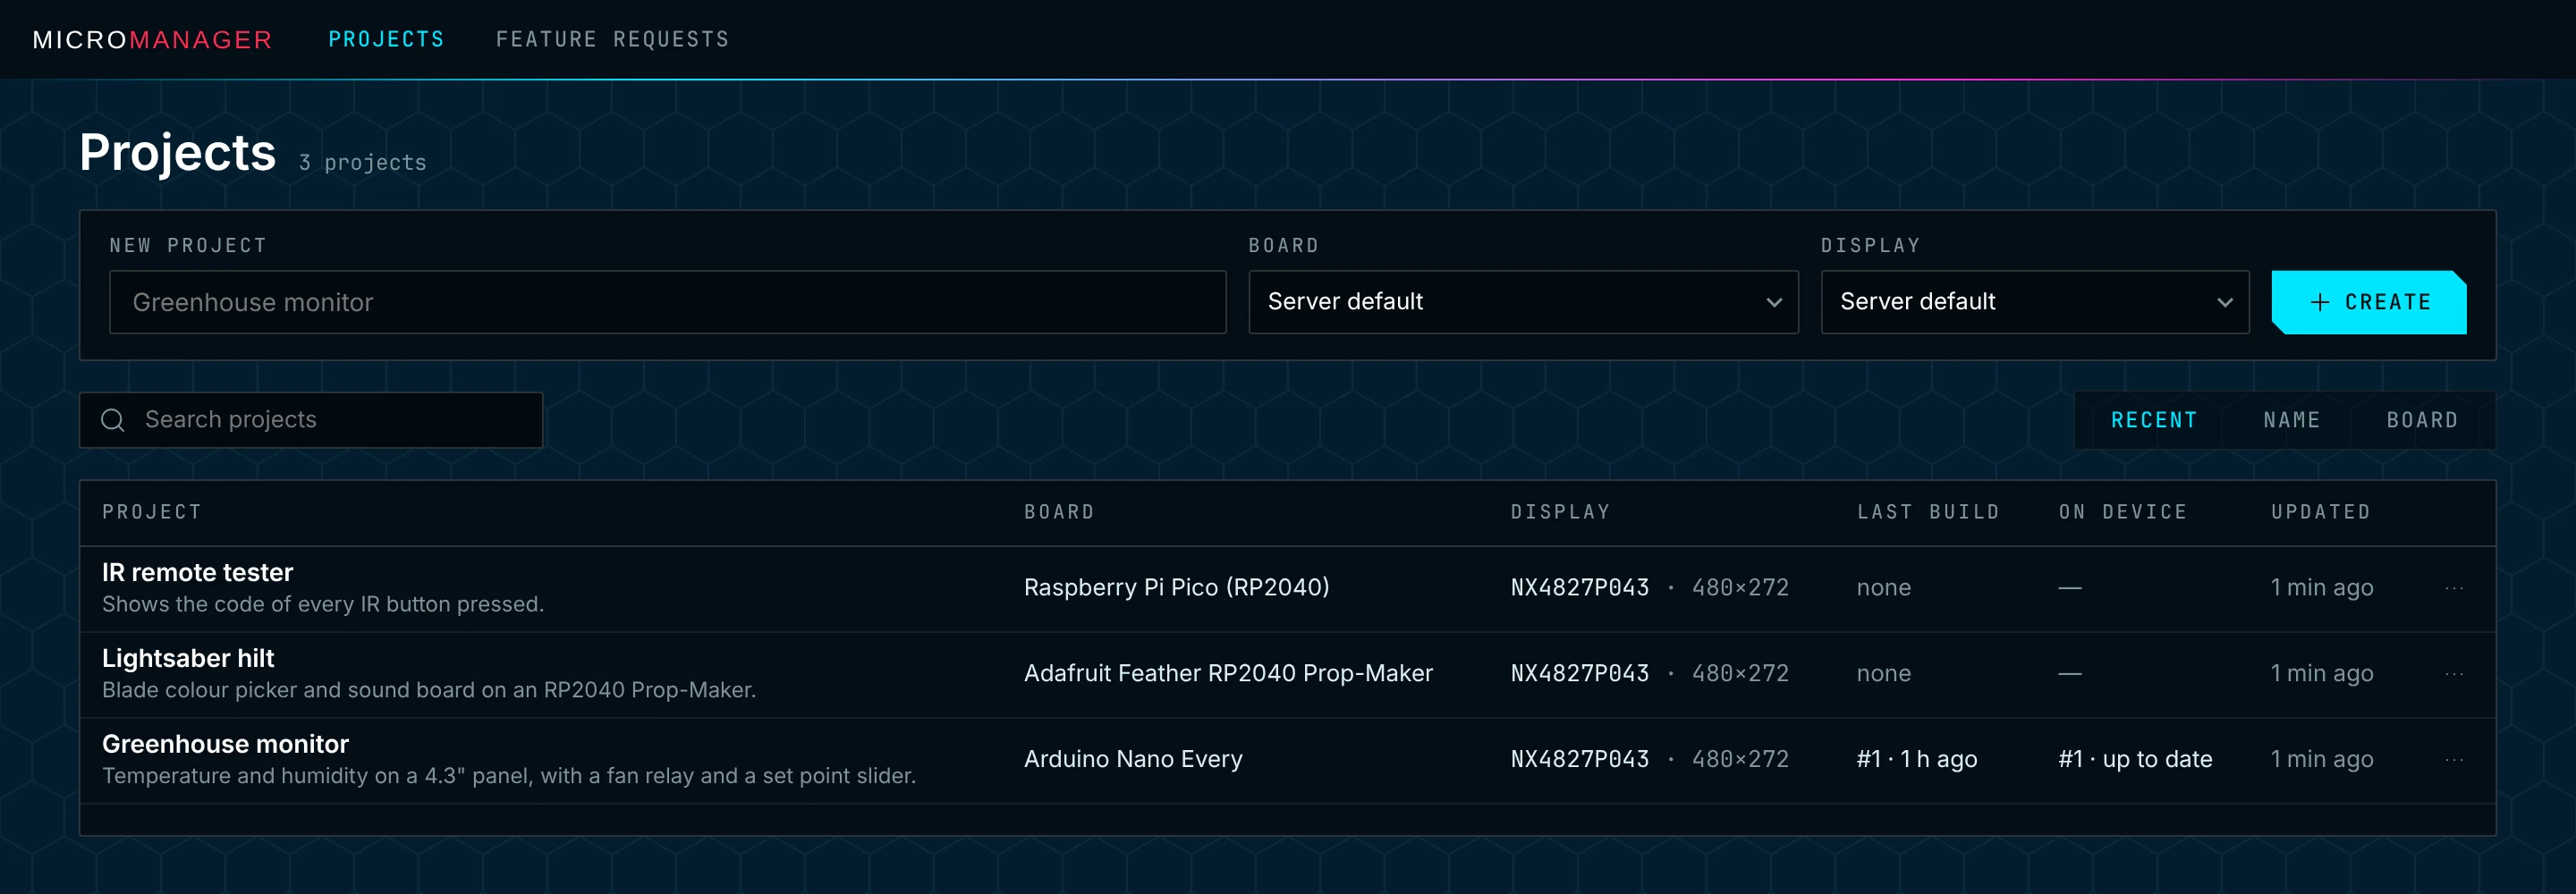 MICROMANAGER PROJECTS FEATURE REQUESTS
Projects 3 projects
NEW PROJECT BOARD DISPLAY
Greenhouse monitor Server default Server default + CREATE
Search projects RECENT NAME BOARD
PROJECT BOARD DISPLAY LAST BUILD ON DEVICE UPDATED
IR remote tester
Shows the code of every IR button pressed.
Raspberry Pi Pico (RP2040) NX4827P043 · 480×272 none — 1 min ago ...
Lightsaber hilt
Blade colour picker and sound board on an RP2040 Prop-Maker.
Adafruit Feather RP2040 Prop-Maker NX4827P043 · 480×272 none — 1 min ago ...
Greenhouse monitor
Temperature and humidity on a 4.3" panel, with a fan relay and a set point slider.
Arduino Nano Every NX4827P043 · 480×272 #1 · 1 h ago #1 · up to date 1 min ago ...